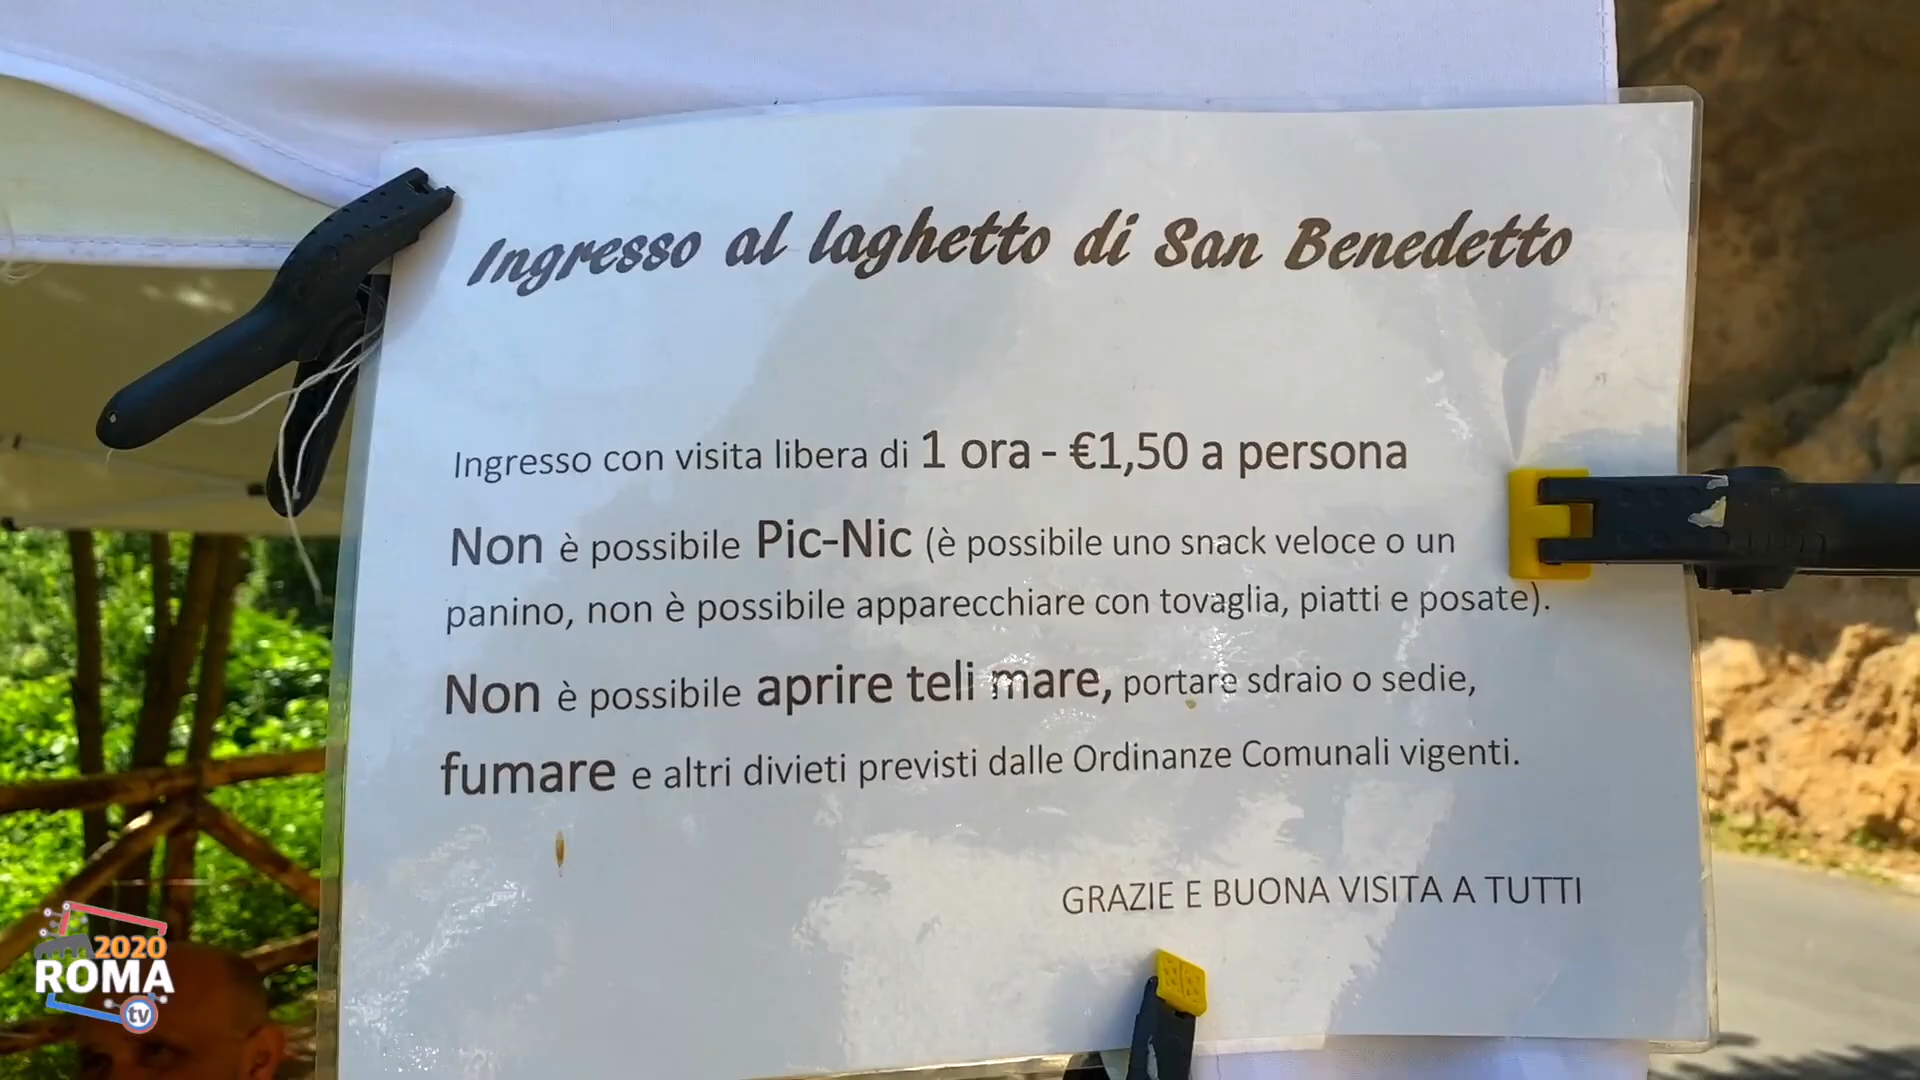 Ingresso al laghetto di San Benedetto
Ingresso con visita libera di 1 ora - €1,50 a persona
Non è possibile Pic-Nic (è possibile uno snack veloce o un
panino, non è possibile apparecchiare con tovaglia, piatti e posate).
Non è possibile aprire teli mare, portare sdraio o sedie,
fumare e altri divieti previsti dalle Ordinanze Comunali vigenti.
GRAZIE E BUONA VISITA A TUTTI
2020
ROMA
tv